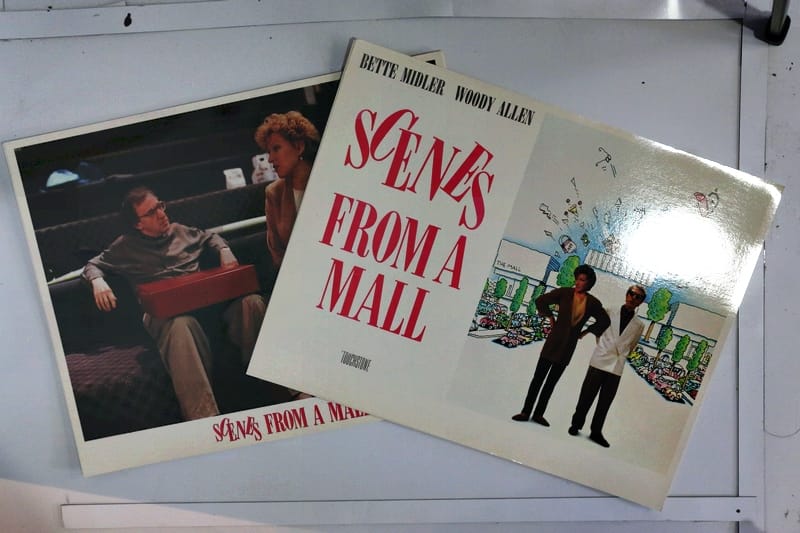 BETTE MIDLER WOODY ALLEN
SCENES
FROM A
MALL
TOUCHSTONE
THE MALL
SCENES FROM A MALL